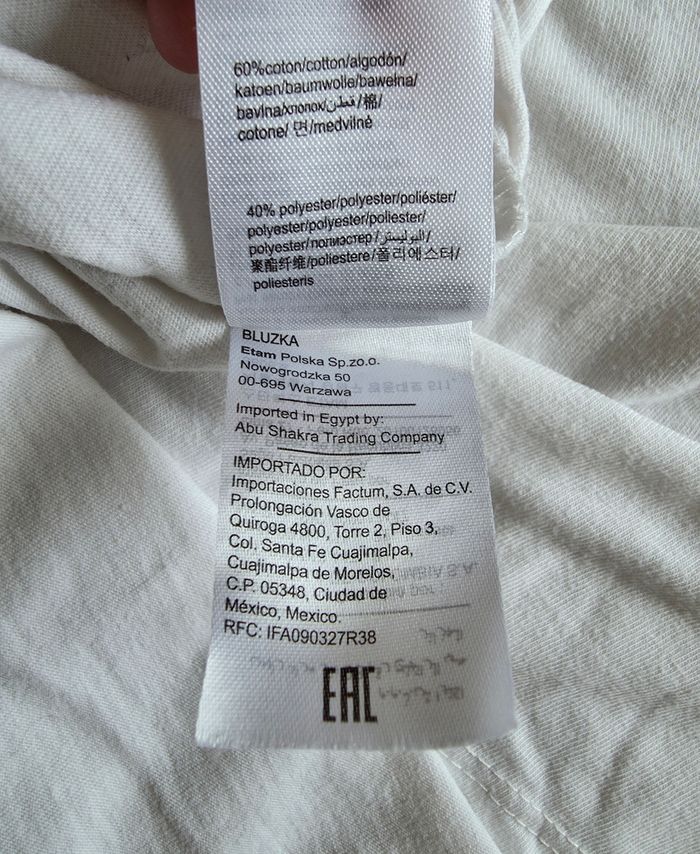 60%coton/cotton/algodón/
katoen/baumwolle/bawełna/
bavlna/хлопок/قطن/棉/
cotone/ 면/medvilnė
40% polyester/polyester/poliéster/
polyester/polyester/poliester/
polyester/полиэстер/البوليستر/
聚酯纤维/poliestere/폴리에스터/
poliesteris
BLUZKA
Etam Polska Sp.zo.o.
Nowogrodzka 50
00-695 Warzawa
Imported in Egypt by:
Abu Shakra Trading Company
IMPORTADO POR:
Importaciones Factum, S.A. de C.V.
Prolongación Vasco de
Quiroga 4800, Torre 2, Piso 3,
Col. Santa Fe Cuajimalpa,
Cuajimalpa de Morelos,
C.P. 05348, Ciudad de
México, Mexico.
RFC: IFA090327R38
EAC